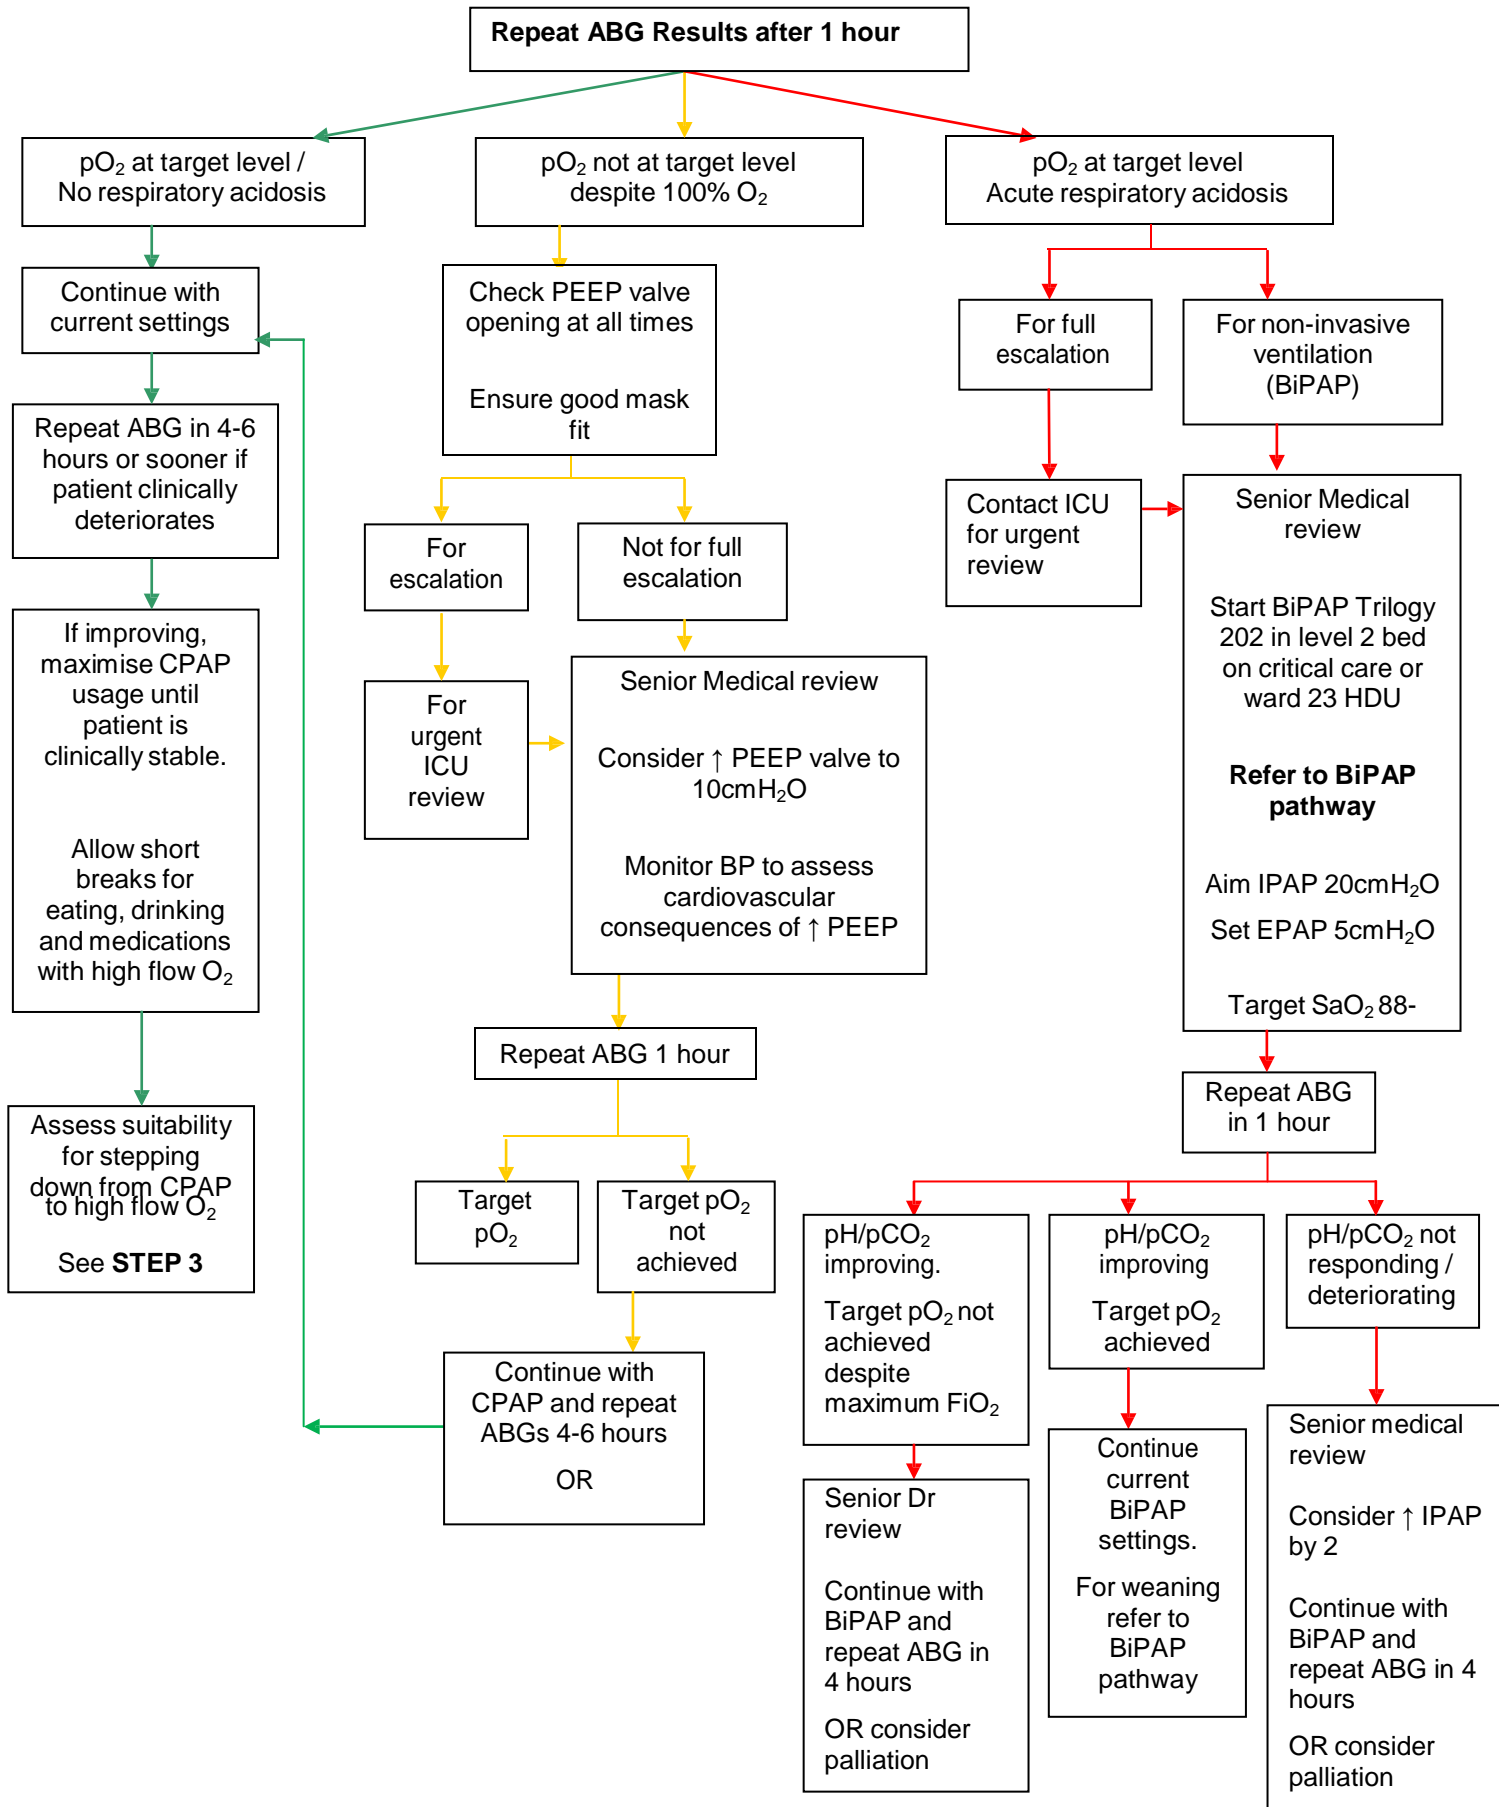 Repeat ABG Results after 1 hour
pO₂ at target level /
No respiratory acidosis
pO₂ not at target level
despite 100% O₂
pO₂ at target level
Acute respiratory acidosis
Continue with
current settings
Check PEEP valve
opening at all times
Ensure good mask
fit
For full
escalation
For non-invasive
ventilation
(BiPAP)
Repeat ABG in 4-6
hours or sooner if
patient clinically
deteriorates
For
escalation
Not for full
escalation
Contact ICU
for urgent
review
Senior Medical
review
Start BiPAP Trilogy
202 in level 2 bed
on critical care or
ward 23 HDU
Refer to BiPAP
pathway
Aim IPAP 20cmH₂O
Set EPAP 5cmH₂O
Target SaO₂ 88-
If improving,
maximise CPAP
usage until
patient is
clinically stable.
Allow short
breaks for
eating, drinking
and medications
with high flow O₂
For
urgent
ICU
review
Senior Medical review
Consider ↑ PEEP valve to
10cmH₂O
Monitor BP to assess
cardiovascular
consequences of ↑ PEEP
Repeat ABG 1 hour
Repeat ABG
in 1 hour
Assess suitability
for stepping
down from CPAP
to high flow O₂
See STEP 3
Target
pO₂
Target pO₂
not
achieved
pH/pCO₂
improving.
Target pO₂ not
achieved
despite
maximum FiO₂
pH/pCO₂
improving
Target pO₂
achieved
pH/pCO₂ not
responding /
deteriorating
Continue with
CPAP and repeat
ABGs 4-6 hours
OR
Senior Dr
review
Continue with
BiPAP and
repeat ABG in
4 hours
OR consider
palliation
Continue
current
BiPAP
settings.
For weaning
refer to
BiPAP
pathway
Senior medical
review
Consider ↑ IPAP
by 2
Continue with
BiPAP and
repeat ABG in 4
hours
OR consider
palliation